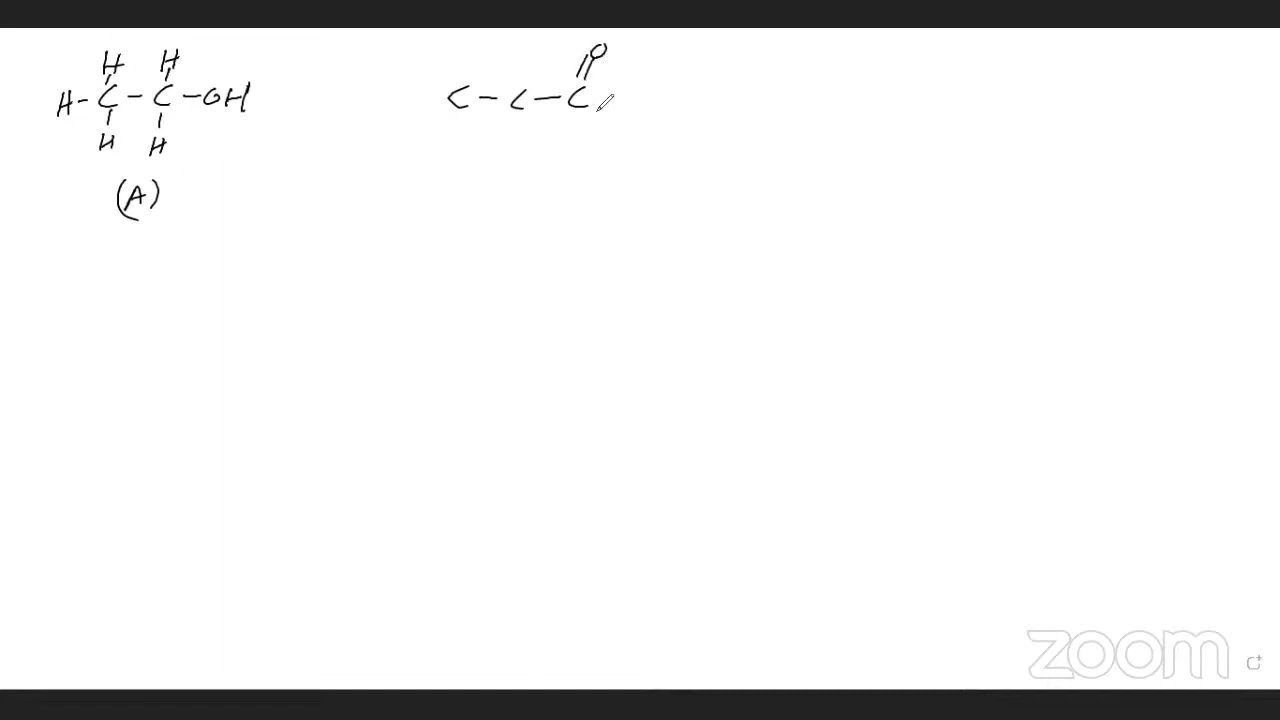 H H O
H - C - C - OH C - C - C
H H
(A)
zoom